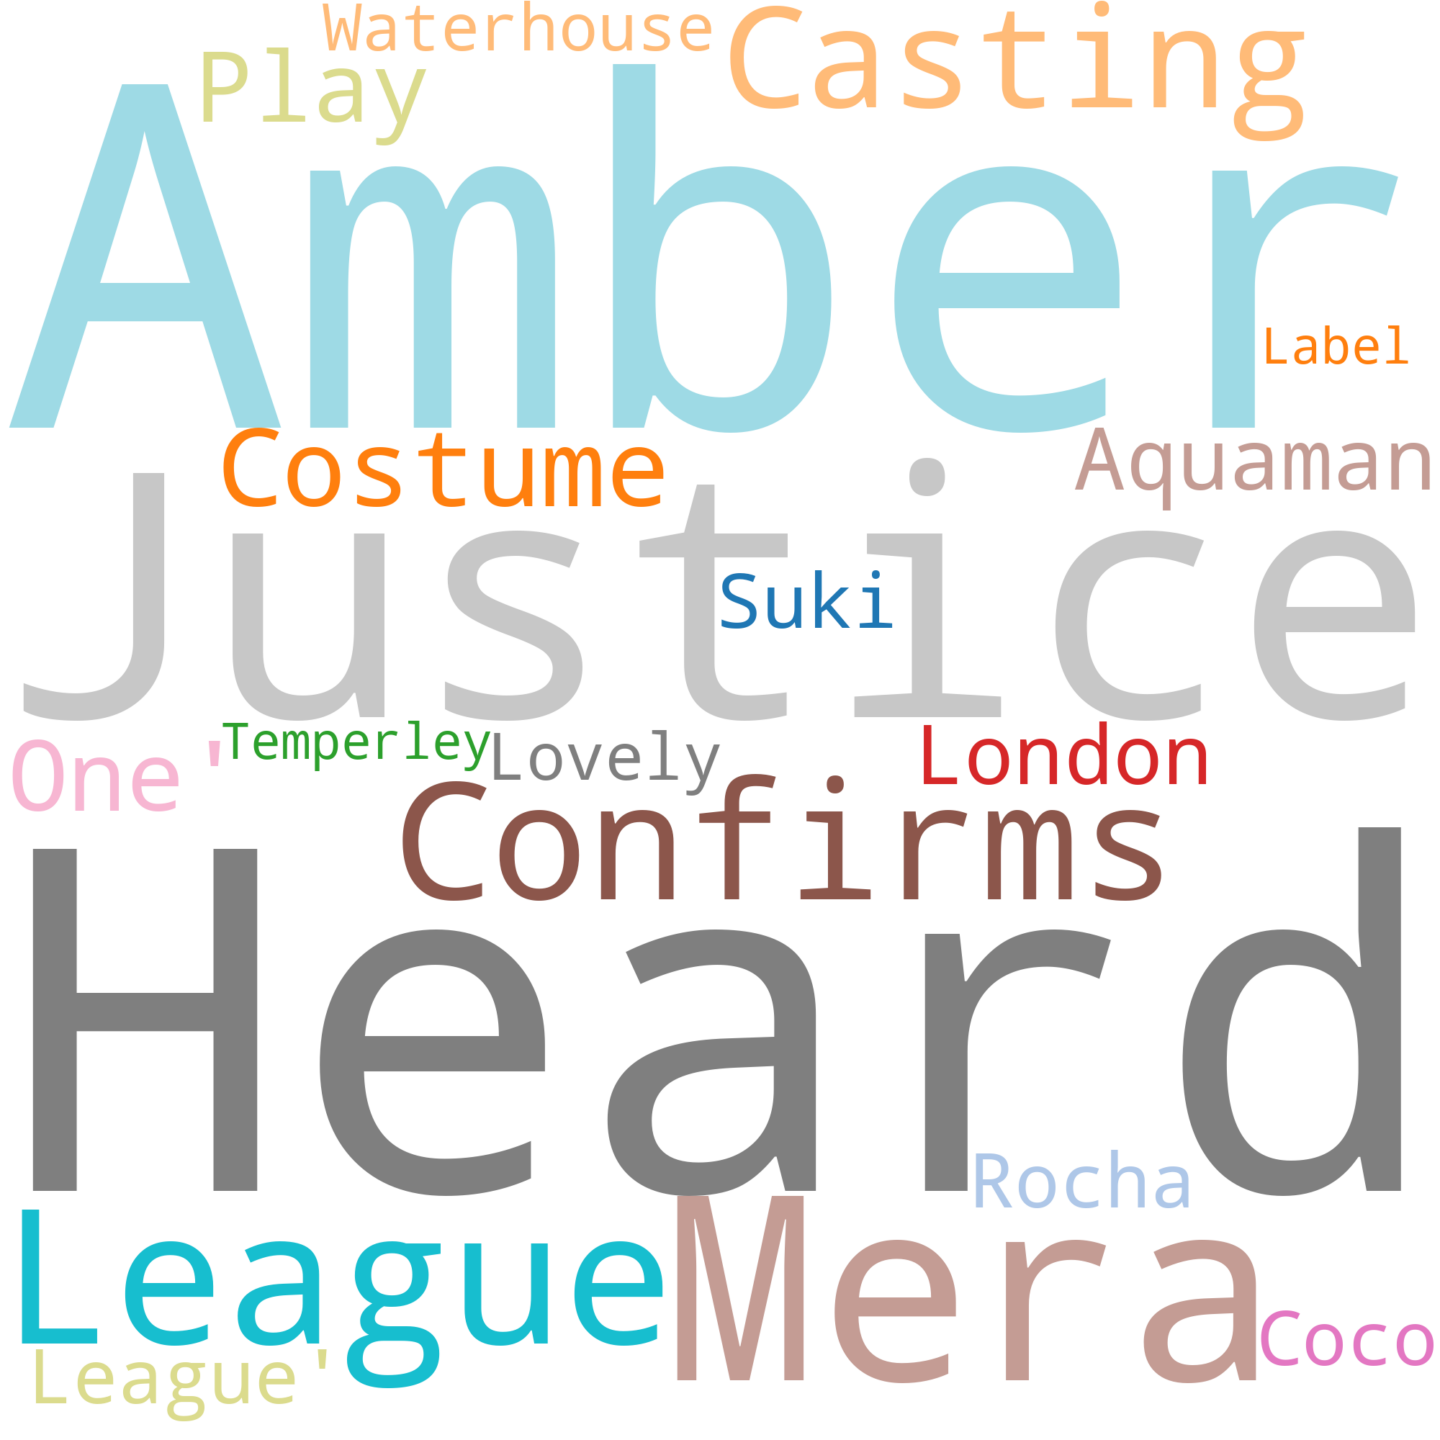 Waterhouse
Casting
Play
Amber
Label
Costume
Aquaman
Justice
Suki
One'
Temperley
Lovely
London
Confirms
Heard
Rocha
League
Mera
Coco
League'